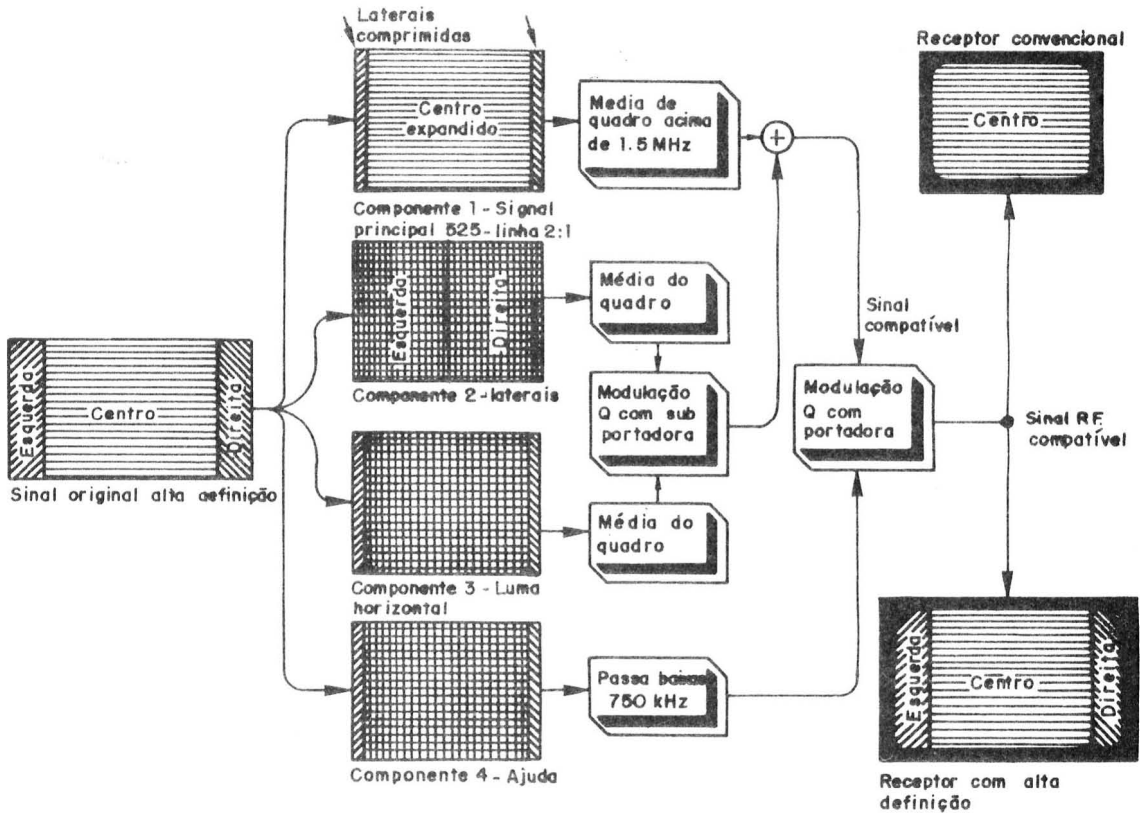 Laterais
comprimidas
Centro
expandido
Componente 1 - Signal
principal 525 - linha 2:1
Media de
quadro acima
de 1.5 MHz
+
Receptor convencional
Centro
Esquerda
Direita
Componente 2 - laterais
Média do
quadro
Sinal
compatível
Esquerda
Centro
Direita
Sinal original alta definição
Modulação
Q com sub
portadora
Modulação
Q com
portadora
Sinal RF
compatível
Componente 3 - Luma
horizontal
Média do
quadro
Componente 4 - Ajuda
Passa baixas
750 kHz
Esquerda
Centro
Direita
Receptor com alta
definição